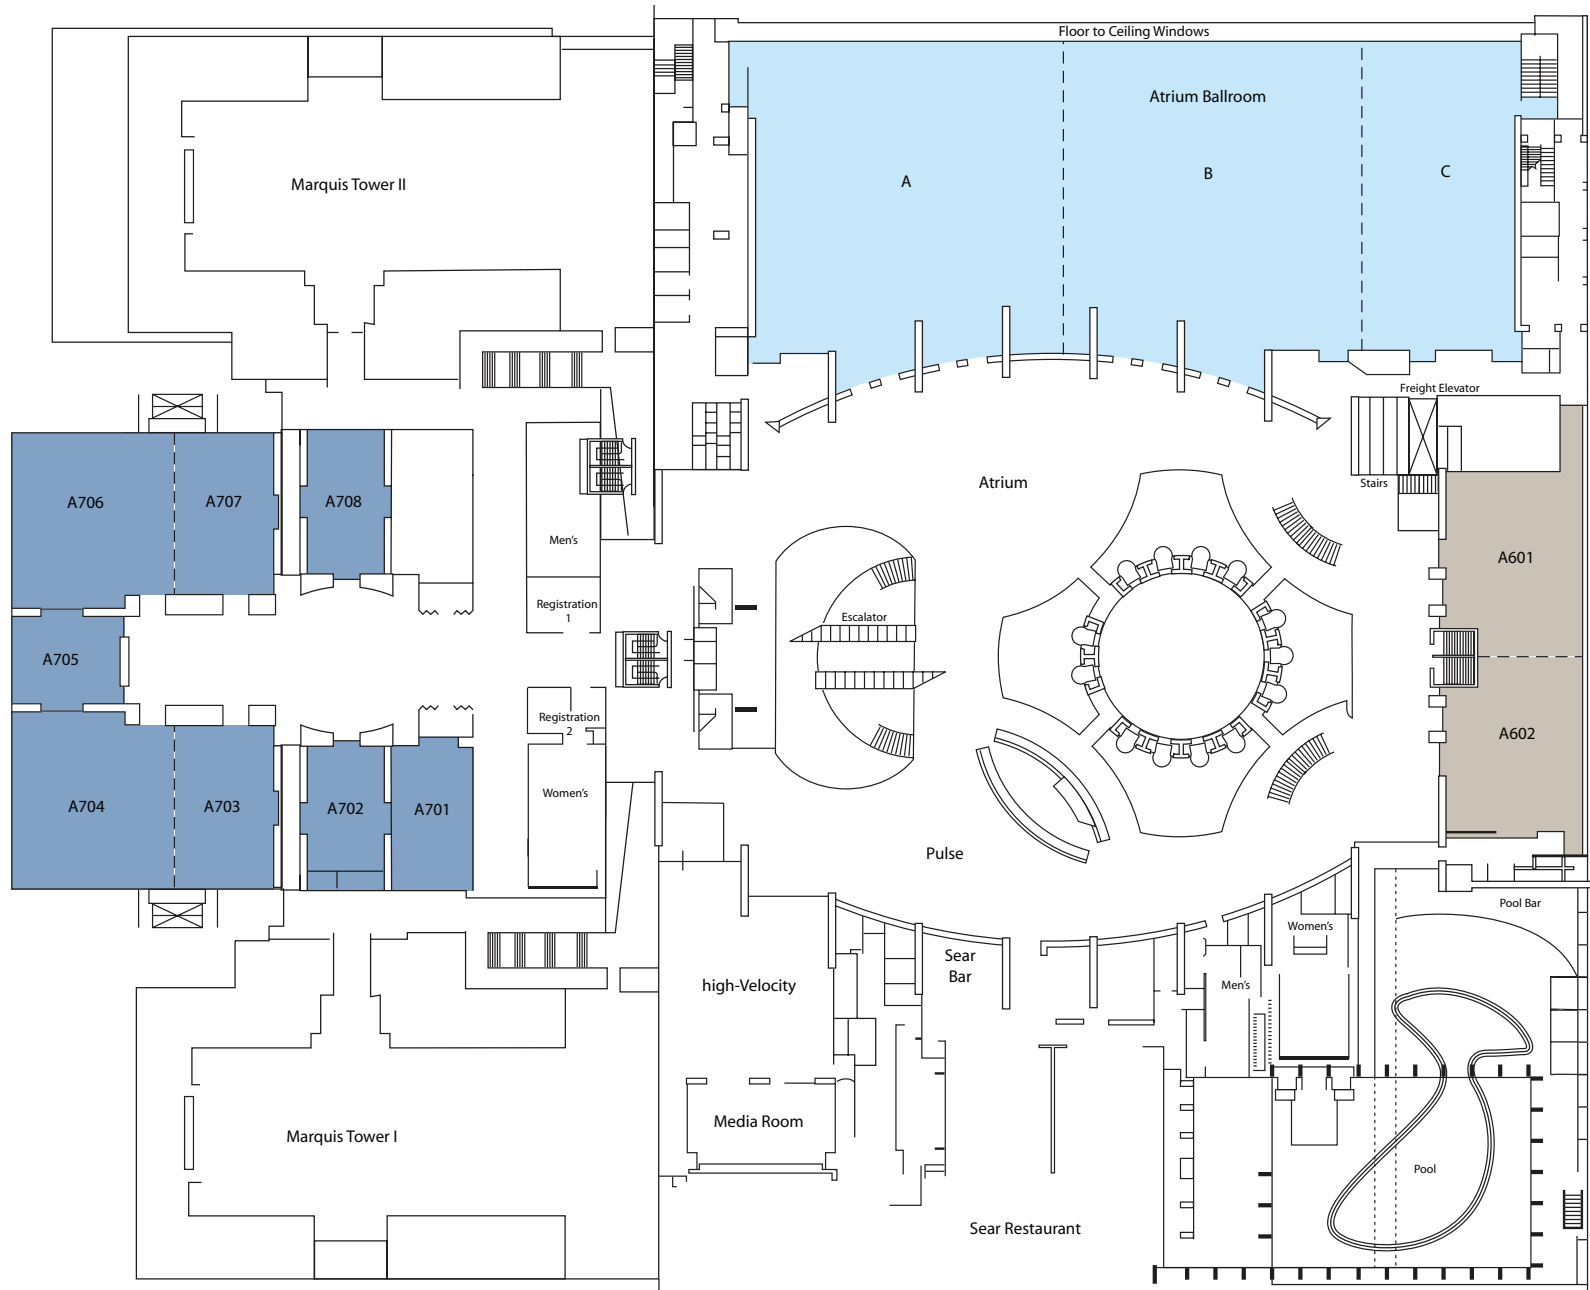 Floor to Ceiling Windows
Atrium Ballroom
A
B
C
Marquis Tower II
Freight Elevator
Stairs
Atrium
A706
A707
A708
Men's
Registration
1
Escalator
A601
A705
Registration
2
A602
A704
A703
A702
A701
Women's
Pulse
Pool Bar
Women's
Sear
Bar
Men's
high-Velocity
Media Room
Marquis Tower I
Pool
Sear Restaurant